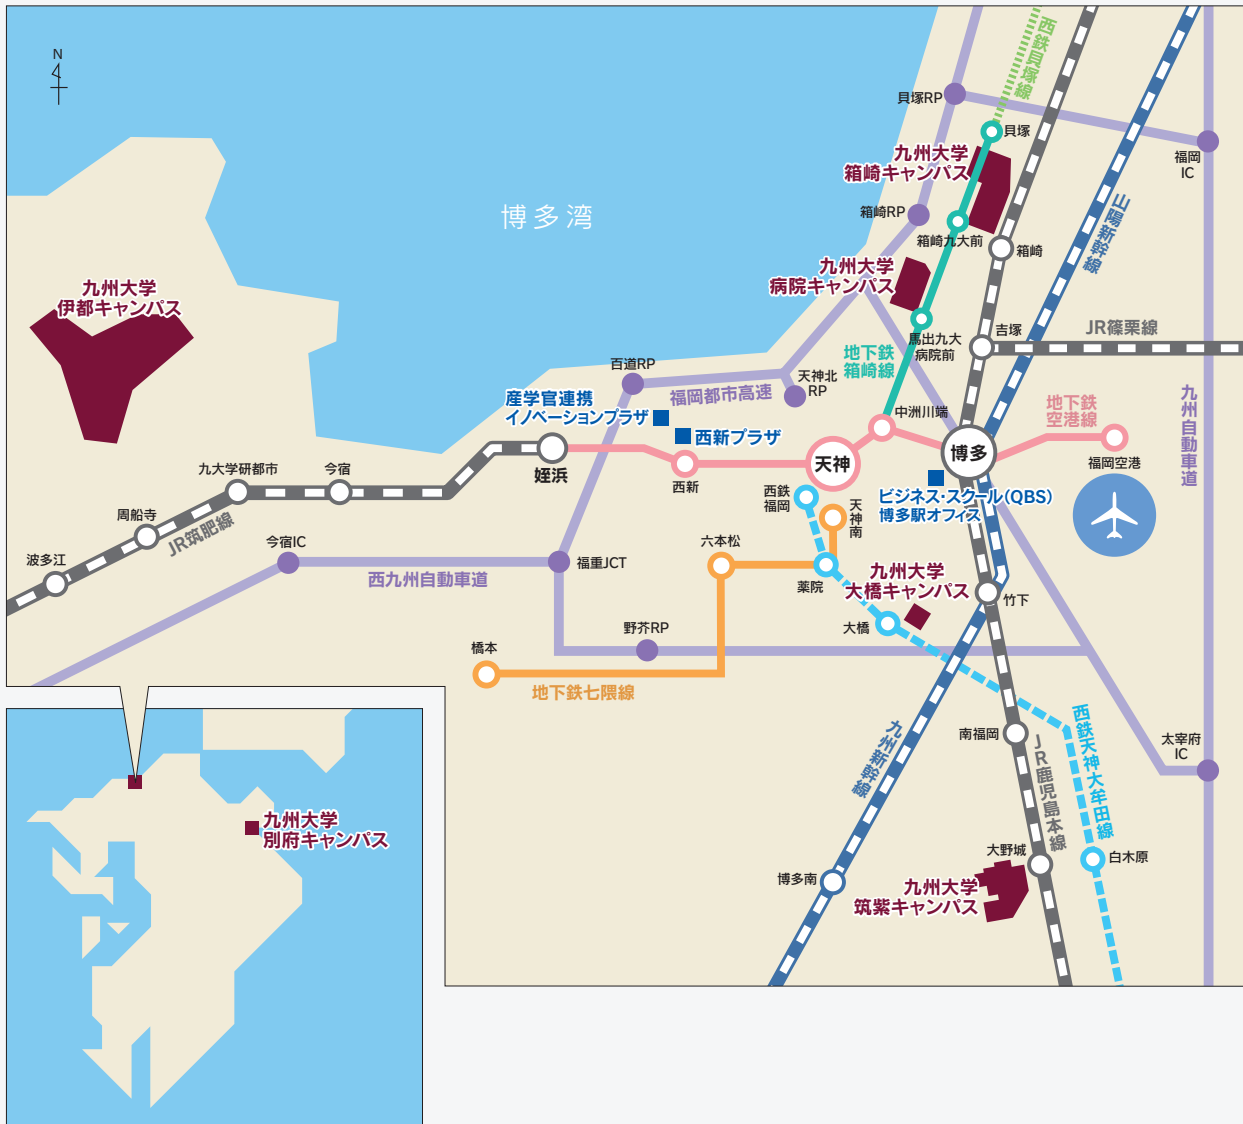 N
西鉄貝塚線
貝塚RP
貝塚
福岡
IC
九州大学
箱崎キャンパス
山陽新幹線
箱崎RP
箱崎九大前
箱崎
博多湾
九州大学
伊都キャンパス
九州大学
病院キャンパス
馬出九大
病院前
吉塚
JR篠栗線
地下鉄
箱崎線
百道RP
天神北
RP
福岡都市高速
産学官連携
イノベーションプラザ
西新プラザ
中洲川端
地下鉄
空港線
九州自動車道
天神
博多
福岡空港
姪浜
西新
九大学研都市
今宿
西鉄
福岡
天神南
ビジネス・スクール(QBS)
博多駅オフィス
周船寺
JR筑肥線
波多江
今宿IC
西九州自動車道
福重JCT
六本松
薬院
九州大学
大橋キャンパス
竹下
大橋
野芥RP
橋本
地下鉄七隈線
九州新幹線
南福岡
JR鹿児島本線
西鉄天神大牟田線
太宰府
IC
大野城
白木原
博多南
九州大学
筑紫キャンパス
九州大学
別府キャンパス